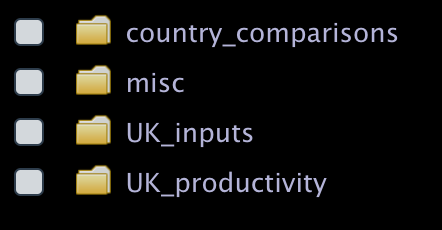 country_comparisons
misc
UK_inputs
UK_productivity